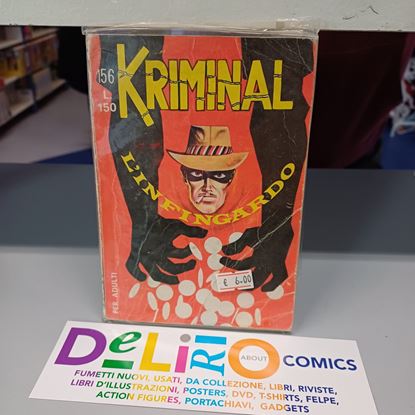 156
L. 150
KRIMINAL
L'INFINGARDO
PER ADULTI
€ 6.00
DeLiRiO ABOUT COMICS
FUMETTI NUOVI, USATI, DA COLLEZIONE, LIBRI, RIVISTE,
LIBRI D'ILLUSTRAZIONI, POSTERS, DVD, T-SHIRTS, FELPE,
ACTION FIGURES, PORTACHIAVI, GADGETS